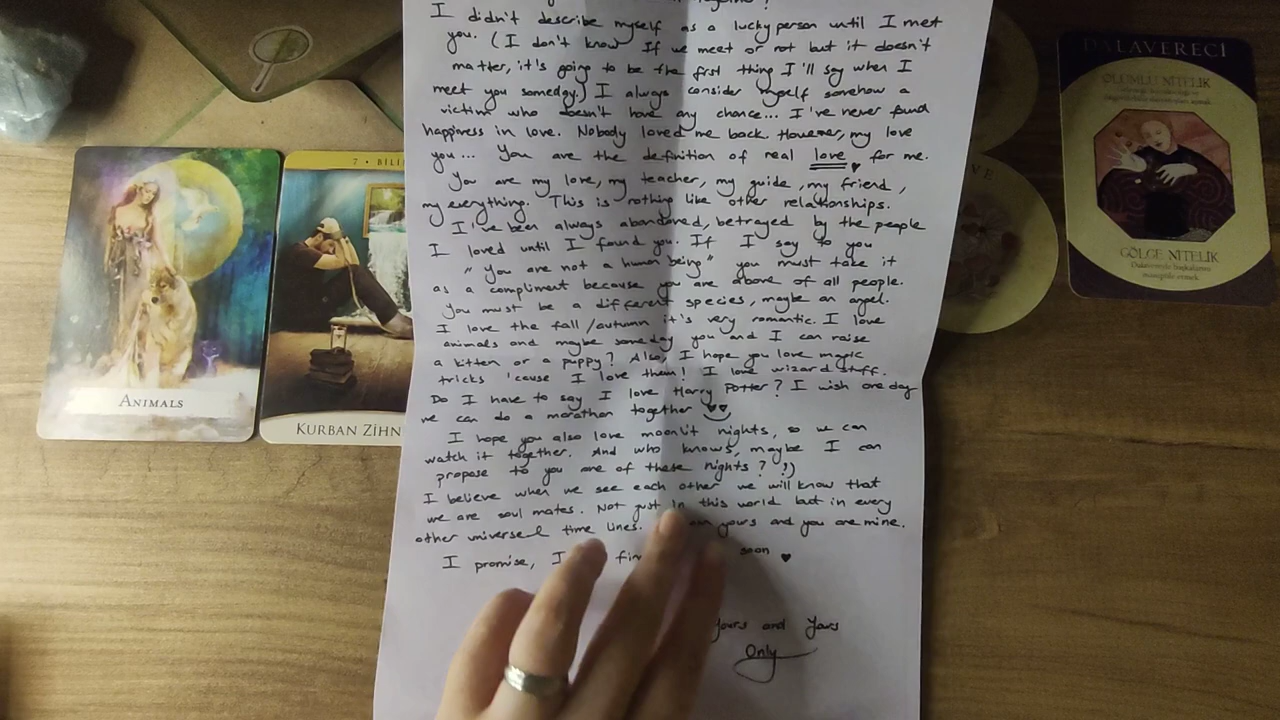 together?
I didn't describe myself as a lucky person until I met
you. (I don't know If we meet or not but it doesn't
matter, it's going to be the first thing I'll say when I
meet you someday.) I always consider myself somehow a
victim who doesn't have any chance... I've never found
happiness in love. Nobody loved me back. However, my love
you... You are the definition of real love for me.
You are my love, my teacher, my guide, my friend,
my everything. This is nothing like other relationships.
I've been always abandoned, betrayed by the people
I loved until I found you. If I say to you
"You are not a human being" you must take it
as a compliment because you are above of all people.
You must be a different species, maybe an angel.
I love the fall/autumn it's very romantic. I love
animals and maybe someday you and I can raise
a kitten or a puppy? Also, I hope you love magic
tricks 'cause I love them! I love wizard stuff.
Do I have to say I love Harry Potter? I wish one day
we can do a marathon together
I hope you also love moonlit nights, so we can
watch it together. And who knows, maybe I can
propose to you one of these nights? :)
I believe when we see each other we will know that
we are soul mates. Not just in this world but in every
other universal time lines. yours and you are mine.
I promise, I soon
Yours and Yours
Only
ANIMALS
7 • BİLİ
KURBAN ZİHN
VE
DALAVERECİ
OLUMLU NİTELİK
GÖLGE NİTELİK